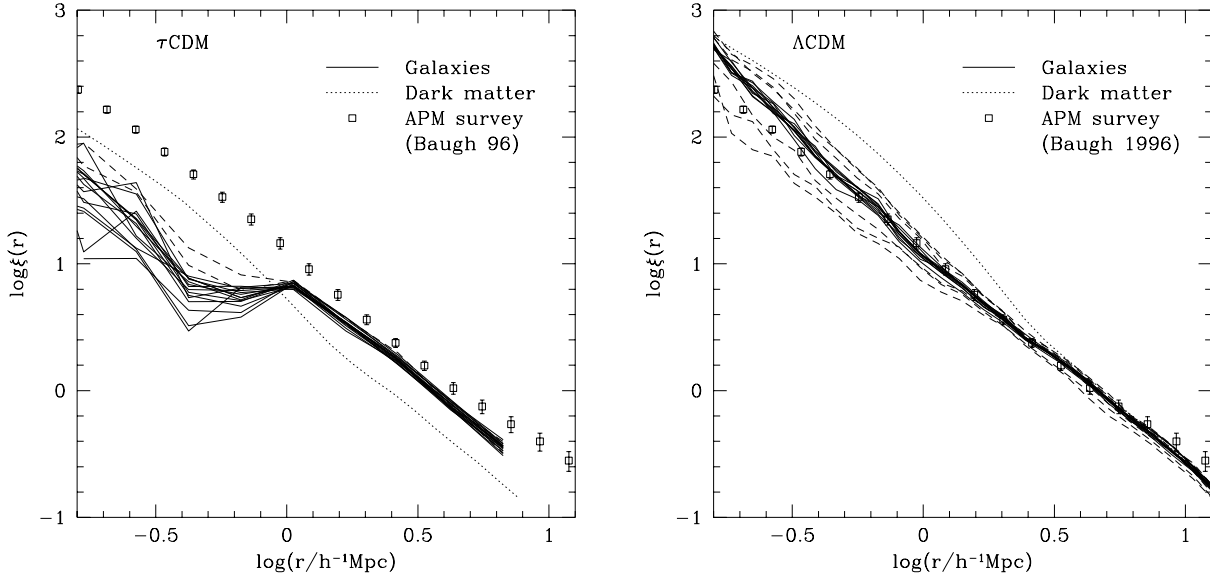 τCDM
Galaxies
Dark matter
APM survey
(Baugh 96)
3
2
1
0
−1
logξ(r)
−0.5
0
0.5
1
log(r/h⁻¹Mpc)
ΛCDM
Galaxies
Dark matter
APM survey
(Baugh 1996)
3
2
1
0
−1
logξ(r)
−0.5
0
0.5
1
log(r/h⁻¹Mpc)